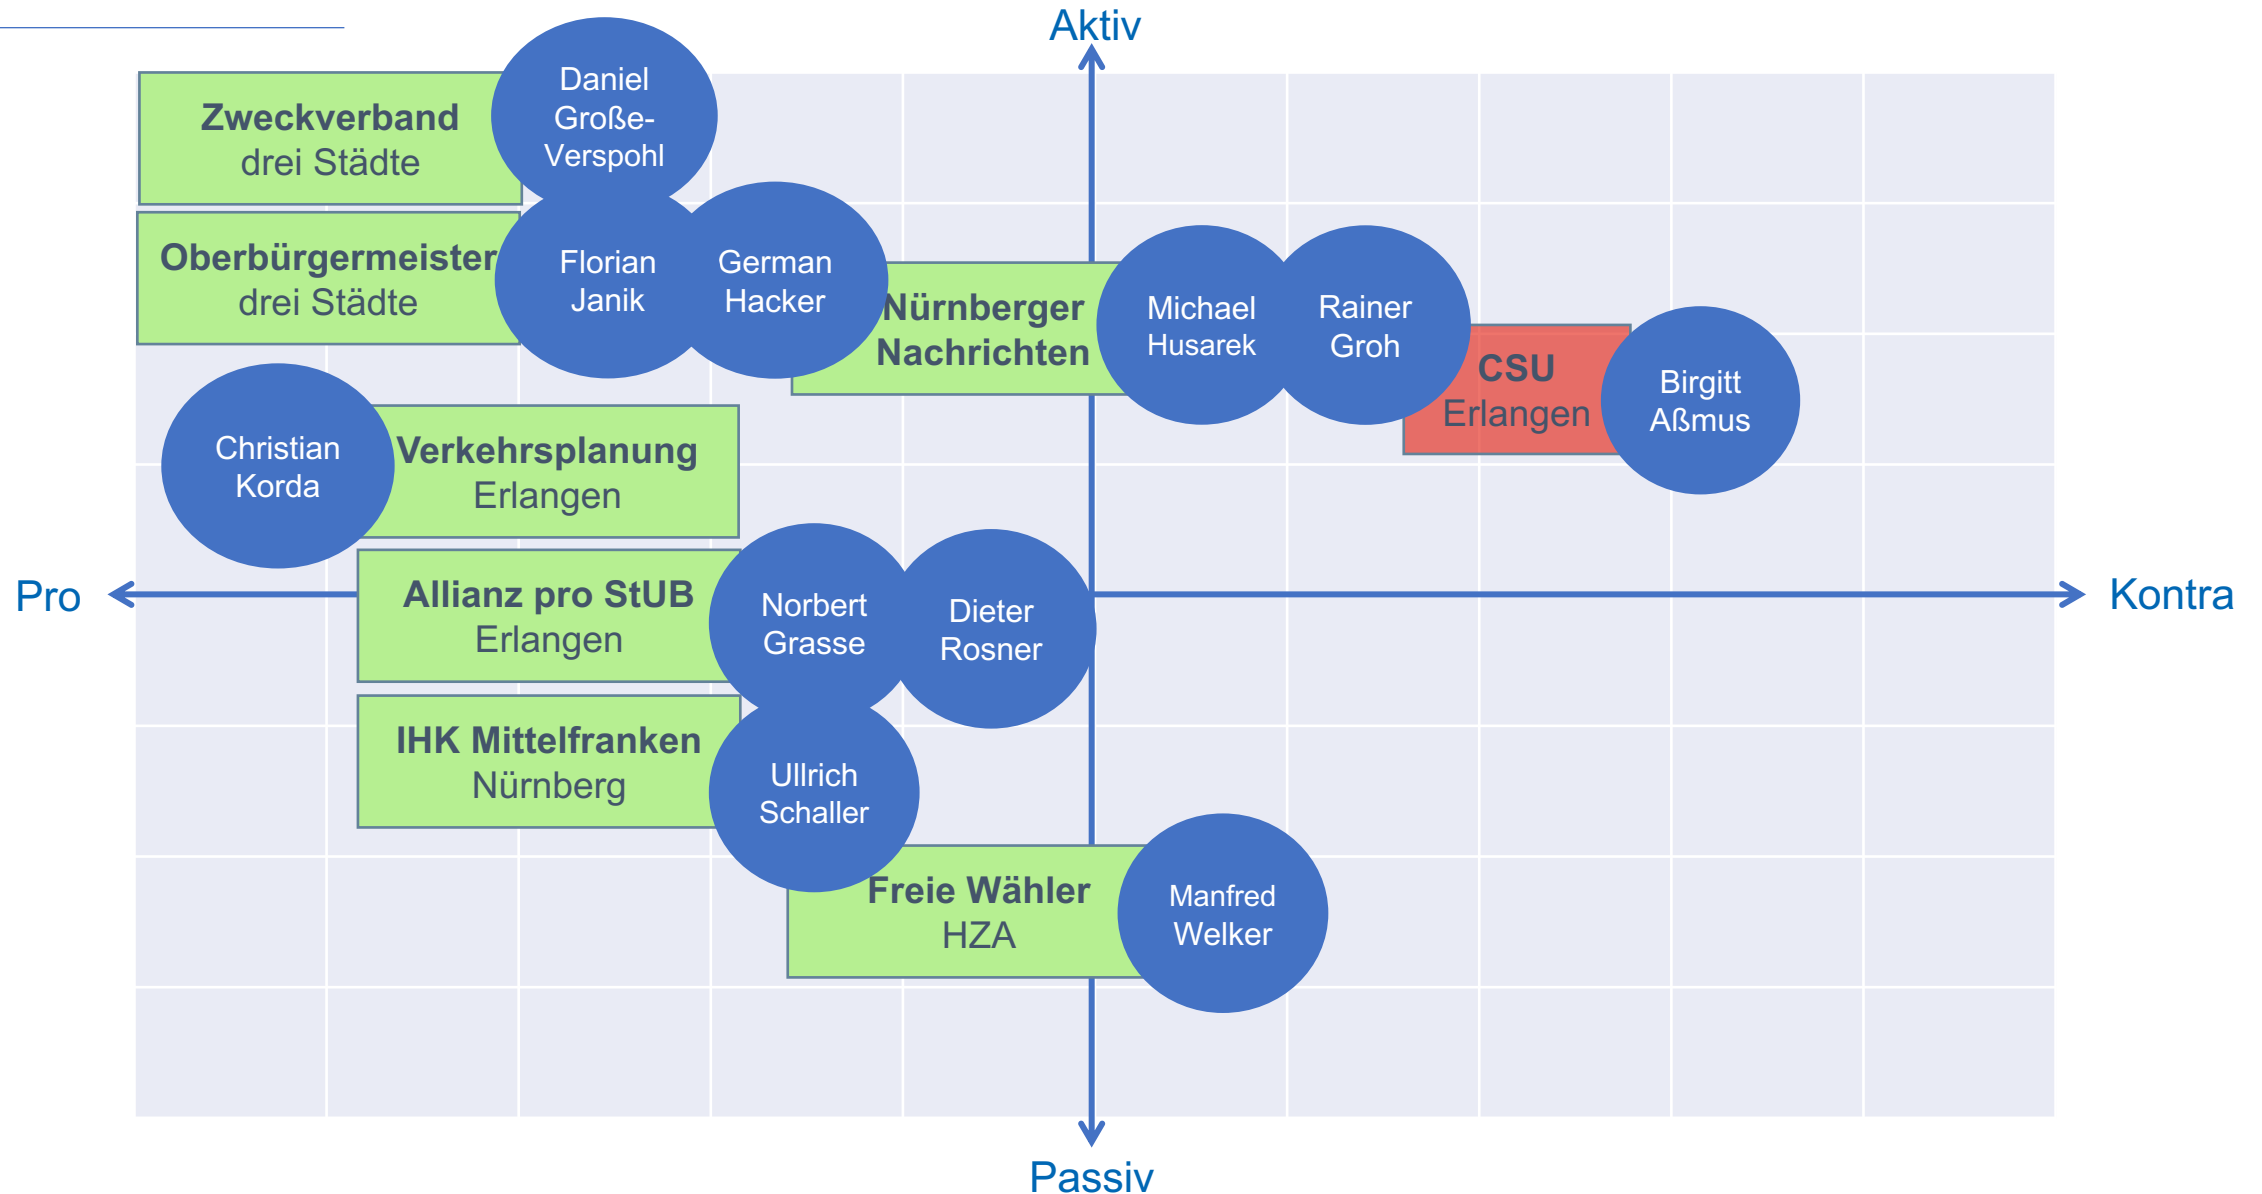 Aktiv
Zweckverband
drei Städte
Daniel
Große-
Verspohl
Oberbürgermeister
drei Städte
Florian
Janik
German
Hacker
Nürnberger
Nachrichten
Michael
Husarek
Rainer
Groh
CSU
Erlangen
Birgitt
Aßmus
Christian
Korda
Verkehrsplanung
Erlangen
Pro
Kontra
Allianz pro StUB
Erlangen
Norbert
Grasse
Dieter
Rosner
IHK Mittelfranken
Nürnberg
Ullrich
Schaller
Freie Wähler
HZA
Manfred
Welker
Passiv